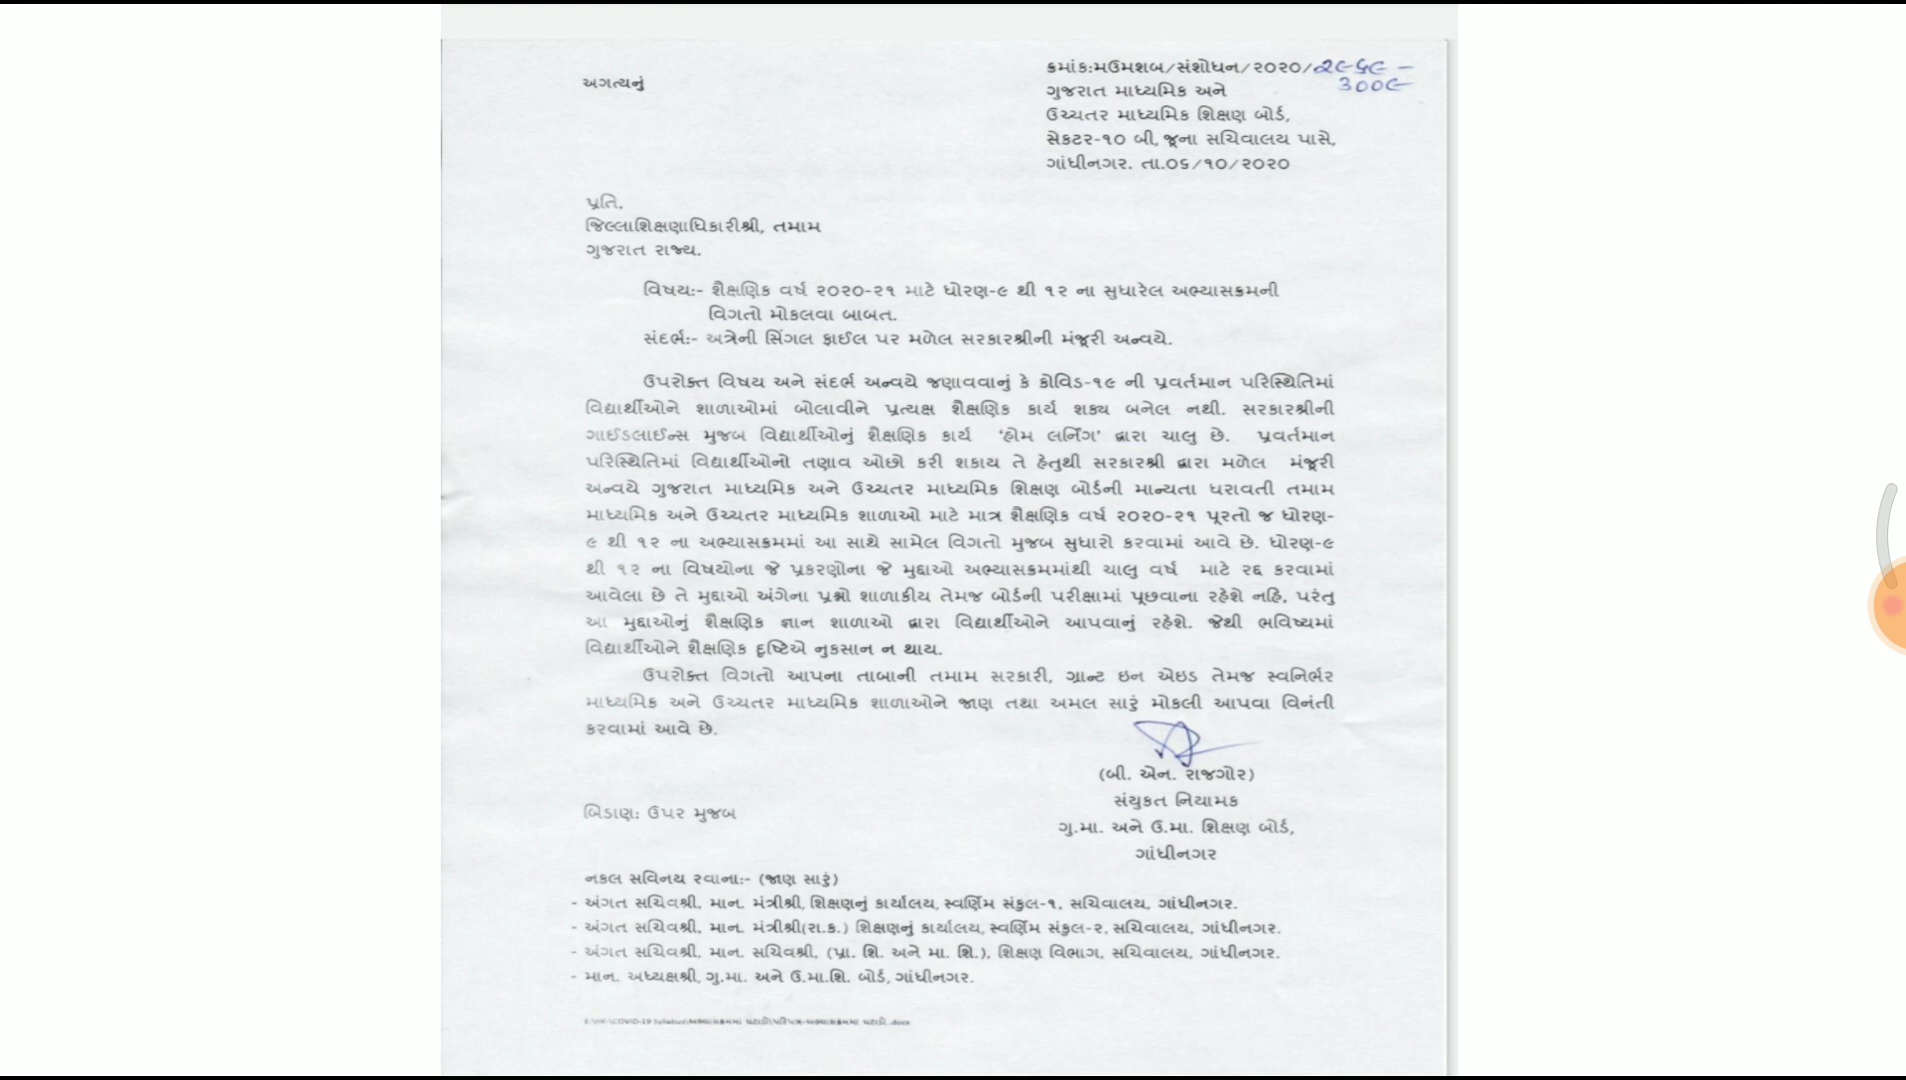 અગત્યનું
ક્રમાંક:મઉમશબ/સંશોધન/૨૦૨૦/૨૯૬૯ –
૩૦૦૯
ગુજરાત માધ્યમિક અને
ઉચ્ચતર માધ્યમિક શિક્ષણ બોર્ડ,
સેકટર-૧૦ બી, જૂના સચિવાલય પાસે,
ગાંધીનગર. તા.૦૬/૧૦/૨૦૨૦
પ્રતિ,
જિલ્લાશિક્ષણાધિકારીશ્રી, તમામ
ગુજરાત રાજ્ય.
વિષય:- શૈક્ષણિક વર્ષ ૨૦૨૦-૨૧ માટે ધોરણ-૯ થી ૧૨ ના સુધારેલ અભ્યાસક્રમની
વિગતો મોકલવા બાબત.
સંદર્ભ:- અત્રેની સિંગલ ફાઈલ પર મળેલ સરકારશ્રીની મંજૂરી અન્વયે.
ઉપરોક્ત વિષય અને સંદર્ભ અન્વયે જણાવવાનું કે કોવિડ-૧૯ ની પ્રવર્તમાન પરિસ્થિતિમાં
વિદ્યાર્થીઓને શાળાઓમાં બોલાવીને પ્રત્યક્ષ શૈક્ષણિક કાર્ય શક્ય બનેલ નથી. સરકારશ્રીની
ગાઈડલાઈન્સ મુજબ વિદ્યાર્થીઓનું શૈક્ષણિક કાર્ય 'હોમ લર્નિંગ' દ્વારા ચાલુ છે. પ્રવર્તમાન
પરિસ્થિતિમાં વિદ્યાર્થીઓનો તણાવ ઓછો કરી શકાય તે હેતુથી સરકારશ્રી દ્વારા મળેલ મંજૂરી
અન્વયે ગુજરાત માધ્યમિક અને ઉચ્ચતર માધ્યમિક શિક્ષણ બોર્ડની માન્યતા ધરાવતી તમામ
માધ્યમિક અને ઉચ્ચતર માધ્યમિક શાળાઓ માટે માત્ર શૈક્ષણિક વર્ષ ૨૦૨૦-૨૧ પૂરતો જ ધોરણ-
૯ થી ૧૨ ના અભ્યાસક્રમમાં આ સાથે સામેલ વિગતો મુજબ સુધારો કરવામાં આવે છે. ધોરણ-૯
થી ૧૨ ના વિષયોના જે પ્રકરણોના જે મુદ્દાઓ અભ્યાસક્રમમાંથી ચાલુ વર્ષ માટે રદ્દ કરવામાં
આવેલા છે તે મુદ્દાઓ અંગેના પ્રશ્નો શાળાકીય તેમજ બોર્ડની પરીક્ષામાં પૂછવાના રહેશે નહિ, પરંતુ
આ મુદ્દાઓનું શૈક્ષણિક જ્ઞાન શાળાઓ દ્વારા વિદ્યાર્થીઓને આપવાનું રહેશે. જેથી ભવિષ્યમાં
વિદ્યાર્થીઓને શૈક્ષણિક દૃષ્ટિએ નુકસાન ન થાય.
ઉપરોક્ત વિગતો આપના તાબાની તમામ સરકારી, ગ્રાન્ટ ઇન એઇડ તેમજ સ્વનિર્ભર
માધ્યમિક અને ઉચ્ચતર માધ્યમિક શાળાઓને જાણ તથા અમલ સારું મોકલી આપવા વિનંતી
કરવામાં આવે છે.
(બી. એન. રાજગોર)
સંયુકત નિયામક
ગુ.મા. અને ઉ.મા. શિક્ષણ બોર્ડ,
ગાંધીનગર
બિડાણ: ઉપર મુજબ
નકલ સવિનય રવાના:- (જાણ સારું)
- અંગત સચિવશ્રી, માન. મંત્રીશ્રી, શિક્ષણનું કાર્યાલય, સ્વર્ણિમ સંકુલ-૧, સચિવાલય, ગાંધીનગર.
- અંગત સચિવશ્રી, માન. મંત્રીશ્રી(રા.ક.) શિક્ષણનું કાર્યાલય, સ્વર્ણિમ સંકુલ-૨, સચિવાલય, ગાંધીનગર.
- અંગત સચિવશ્રી, માન. સચિવશ્રી, (પ્રા. શિ. અને મા. શિ.), શિક્ષણ વિભાગ, સચિવાલય, ગાંધીનગર.
- માન. અધ્યક્ષશ્રી, ગુ.મા. અને ઉ.મા.શિ. બોર્ડ, ગાંધીનગર.